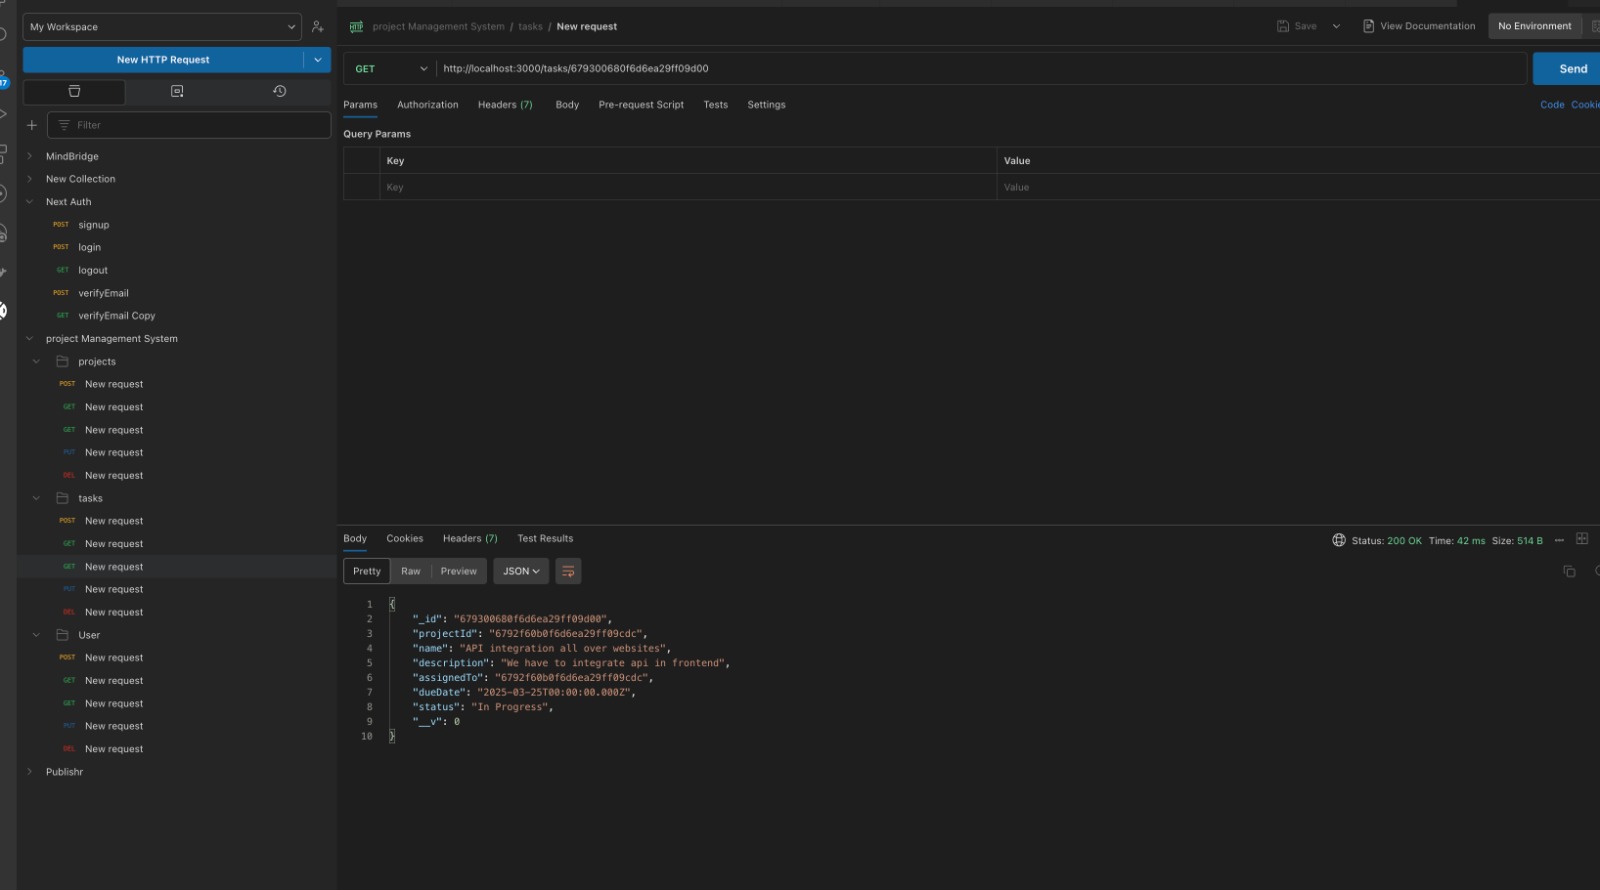 My Workspace
New HTTP Request
17
Filter
MindBridge
New Collection
Next Auth
POST signup
POST login
GET logout
POST verifyEmail
GET verifyEmail Copy
project Management System
projects
POST New request
GET New request
GET New request
PUT New request
DEL New request
tasks
POST New request
GET New request
GET New request
PUT New request
DEL New request
User
POST New request
GET New request
GET New request
PUT New request
DEL New request
Publishr
HTTP project Management System / tasks / New request
Save View Documentation No Environment
GET http://localhost:3000/tasks/679300680f6d6ea29ff09d00 Send
Params Authorization Headers (7) Body Pre-request Script Tests Settings Code Cookie
Query Params
Key Value
Key Value
Body Cookies Headers (7) Test Results Status: 200 OK Time: 42 ms Size: 514 B
Pretty Raw Preview JSON
1 {
2 "_id": "679300680f6d6ea29ff09d00",
3 "projectId": "6792f60b0f6d6ea29ff09cdc",
4 "name": "API integration all over websites",
5 "description": "We have to integrate api in frontend",
6 "assignedTo": "6792f60b0f6d6ea29ff09cdc",
7 "dueDate": "2025-03-25T00:00:00.000Z",
8 "status": "In Progress",
9 "__v": 0
10 }